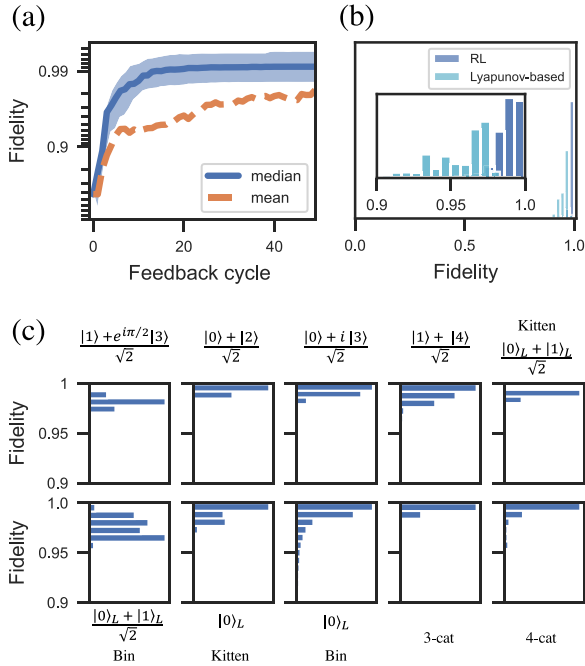 (a)
(b)
0.99
0.9
Fidelity
median
mean
0
20
40
Feedback cycle
RL
Lyapunov-based
0.9
0.95
1.0
0.0
0.5
1.0
Fidelity
(c)
|1⟩ + e^{iπ/2}|3⟩
√2
|0⟩ + |2⟩
√2
|0⟩ + i |3⟩
√2
|1⟩ + |4⟩
√2
Kitten
|0⟩_L + |1⟩_L
√2
Fidelity
1
0.95
0.9
Fidelity
1.0
0.95
0.9
|0⟩_L + |1⟩_L
√2
Bin
|0⟩_L
Kitten
|0⟩_L
Bin
3-cat
4-cat